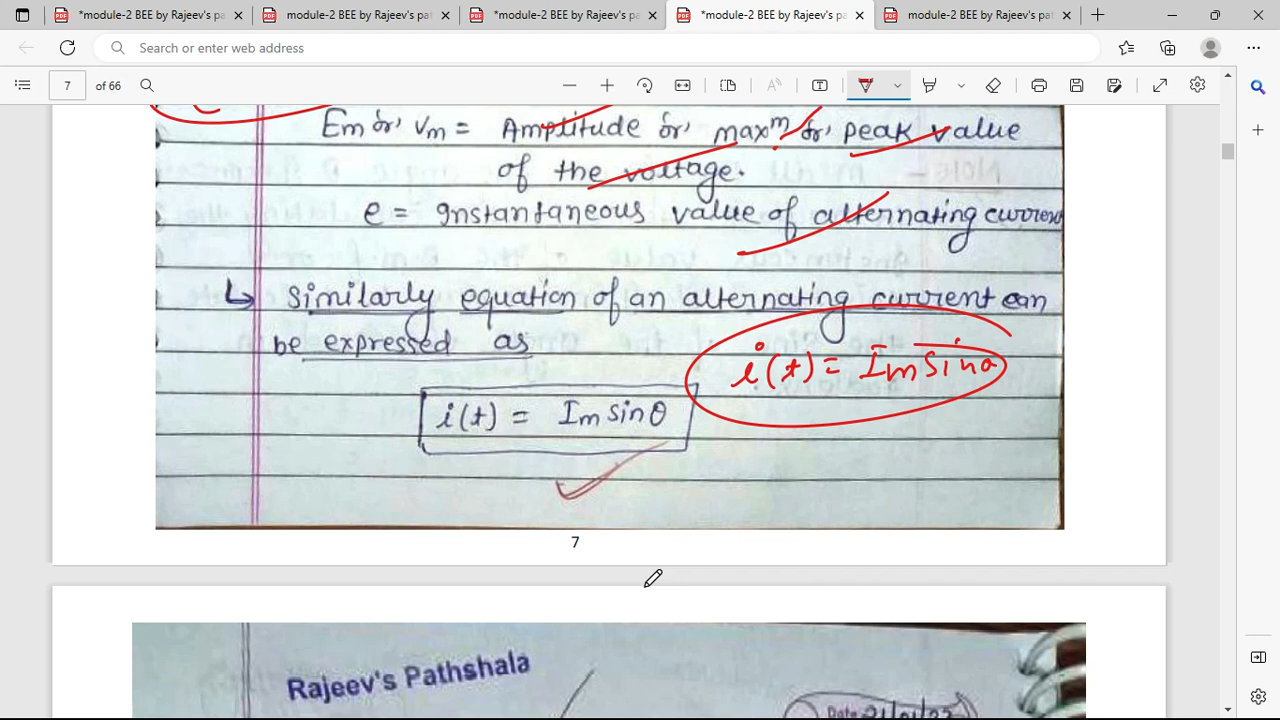 *module-2 BEE by Rajeev's pa
module-2 BEE by Rajeev's pat
*module-2 BEE by Rajeev's pa
*module-2 BEE by Rajeev's pa
module-2 BEE by Rajeev's pat
Search or enter web address
7 of 66
Em or, Vm = Amplitude or, maxm or, peak value
of the voltage.
e = instantaneous value of alternating current
↳ Similarly equation of an alternating current can
be expressed as
i(t) = Im sinθ
i(t) = Im sinθ
7
Rajeev's Pathshala
Date